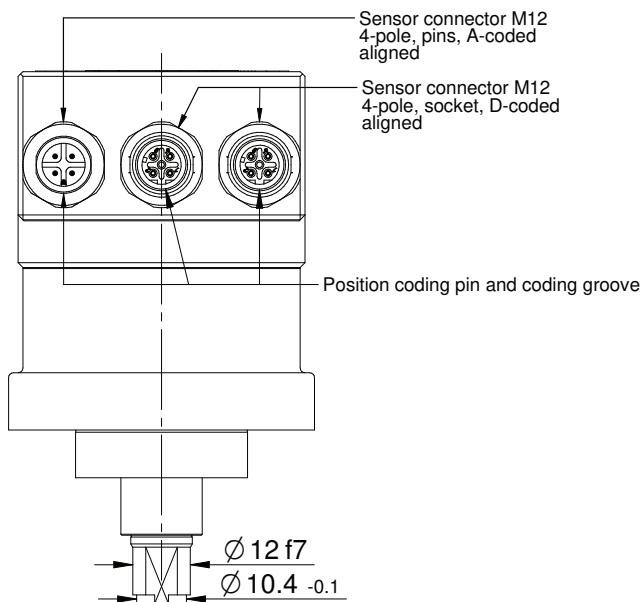 Sensor connector M12
4-pole, pins, A-coded
aligned
Sensor connector M12
4-pole, socket, D-coded
aligned
Position coding pin and coding groove
∅ 12 f7
∅ 10.4 -0.1